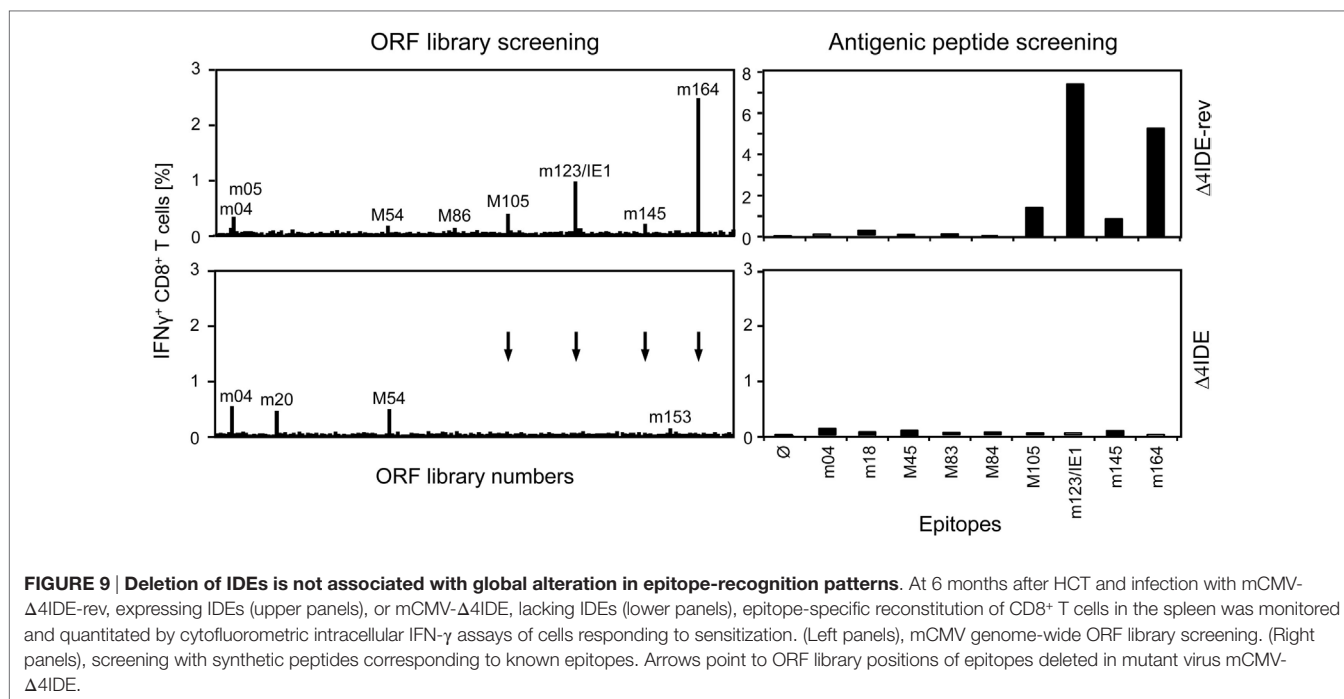 ORF library screening
Antigenic peptide screening
IFNγ⁺ CD8⁺ T cells [%]
3
2
1
0
m05
m04
M54
M86
M105
m123/IE1
m145
m164
8
6
4
2
0
Δ4IDE-rev
3
2
1
0
m04
m20
M54
m153
ORF library numbers
3
2
1
0
Δ4IDE
Ø
m04
m18
M45
M83
M84
M105
m123/IE1
m145
m164
Epitopes
FIGURE 9 | Deletion of IDEs is not associated with global alteration in epitope-recognition patterns. At 6 months after HCT and infection with mCMV-
Δ4IDE-rev, expressing IDEs (upper panels), or mCMV-Δ4IDE, lacking IDEs (lower panels), epitope-specific reconstitution of CD8⁺ T cells in the spleen was monitored
and quantitated by cytofluorometric intracellular IFN-γ assays of cells responding to sensitization. (Left panels), mCMV genome-wide ORF library screening. (Right
panels), screening with synthetic peptides corresponding to known epitopes. Arrows point to ORF library positions of epitopes deleted in mutant virus mCMV-
Δ4IDE.